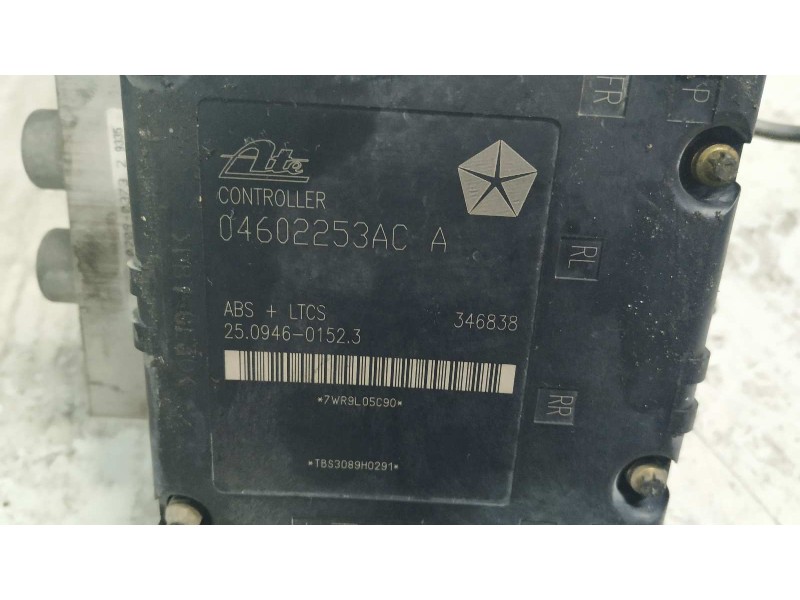 Ate
CONTROLLER
04602253AC A
ABS + LTCS 346838
25.0946-0152.3
*7WR9L05C90*
*TBS3089H0291*
FR
RL
RR